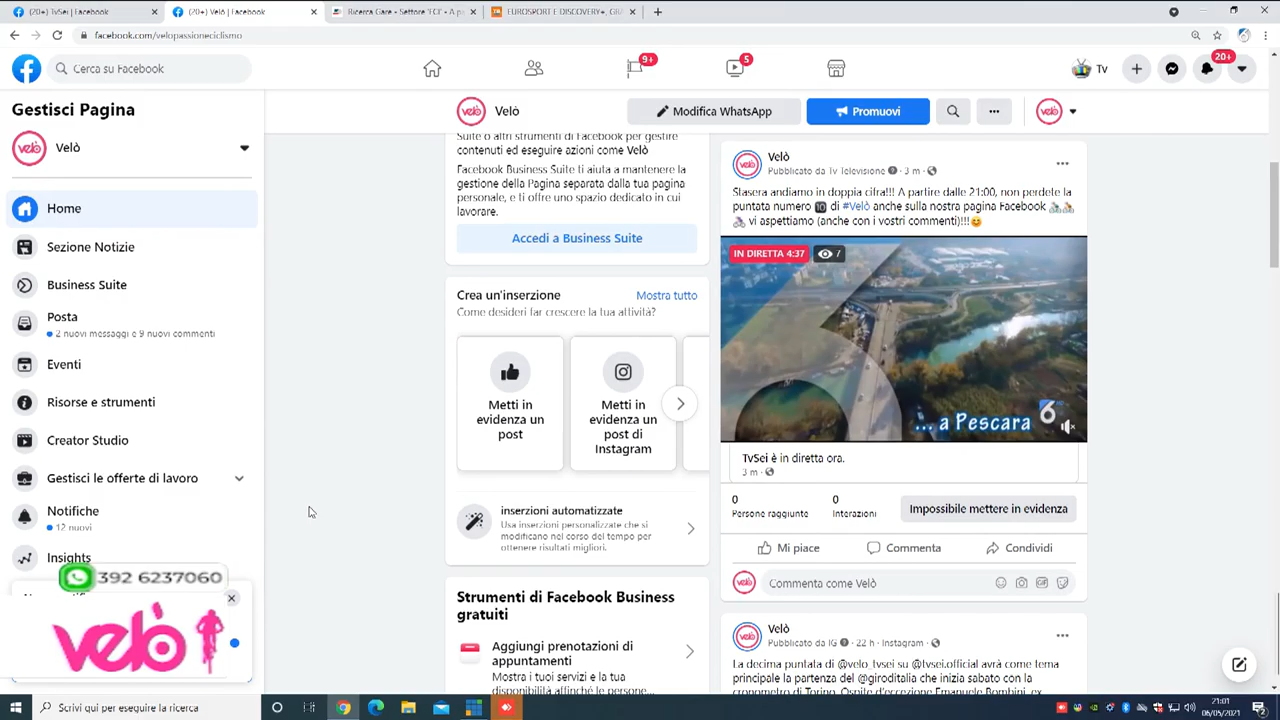 (20+) TvSei | Facebook
(20+) Velò | Facebook
Ricerca Gare - Settore 'FCI' - A p
EUROSPORT E DISCOVERY+, GR
facebook.com/velopassioneciclismo
Cerca su Facebook
9+
5
Tv
20+
Gestisci Pagina
velò
Velò
velò
Velò
Modifica WhatsApp
Promuovi
velò
Home
Sezione Notizie
Business Suite
Posta
2 nuovi messaggi e 9 nuovi commenti
Eventi
Risorse e strumenti
Creator Studio
Gestisci le offerte di lavoro
Notifiche
12 nuovi
Insights
392 6237060
velò
Suite o altri strumenti di Facebook per gestire
contenuti ed eseguire azioni come Velò
Facebook Business Suite ti aiuta a mantenere la
gestione della Pagina separata dalla tua pagina
personale, e ti offre uno spazio dedicato in cui
lavorare.
Accedi a Business Suite
Crea un'inserzione
Mostra tutto
Come desideri far crescere la tua attività?
Metti in
evidenza un
post
Metti in
evidenza un
post di
Instagram
inserzioni automatizzate
Usa inserzioni personalizzate che si
modificano nel corso del tempo per
ottenere risultati migliori.
Strumenti di Facebook Business
gratuiti
Aggiungi prenotazioni di
appuntamenti
Mostra i tuoi servizi e la tua
disponibilità affinché le persone...
velò
Velò
Pubblicato da Tv Televisione · 3 m ·
Stasera andiamo in doppia cifra!!! A partire dalle 21:00, non perdete la
puntata numero 🔟 di #Velò anche sulla nostra pagina Facebook 🚵🚴
🚴 vi aspettiamo (anche con i vostri commenti)!!!😊
IN DIRETTA 4:37
7
... a Pescara
6
TvSei è in diretta ora.
3 m ·
0
Persone raggiunte
0
Interazioni
Impossibile mettere in evidenza
Mi piace
Commenta
Condividi
velò
Commenta come Velò
velò
Velò
Pubblicato da IG · 22 h · Instagram ·
La decima puntata di @velo_tvsei su @tvsei.official avrà come tema
principale la partenza del @giroditalia che inizia sabato con la
cronometro di Torino. Ospite d'eccezione Emanuele Bombini, ex
Scrivi qui per eseguire la ricerca
21:01
06/05/2021
2